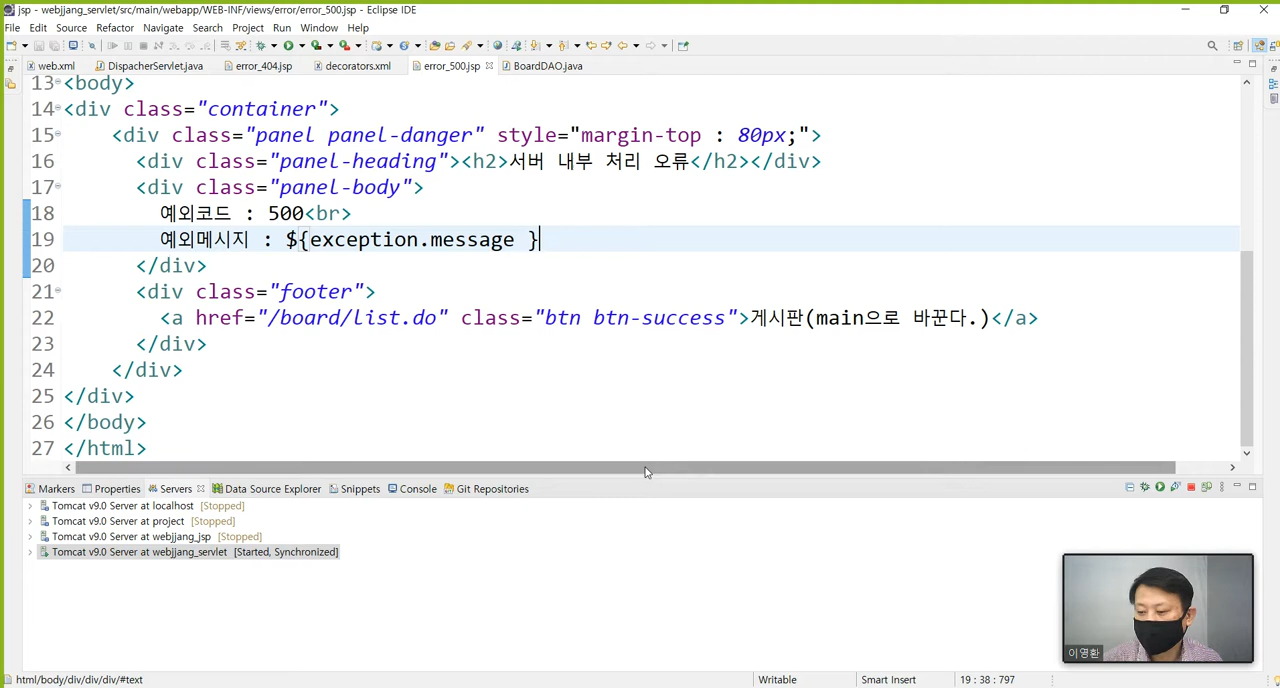 jsp - webjjang_servlet/src/main/webapp/WEB-INF/views/error/error_500.jsp - Eclipse IDE
File Edit Source Refactor Navigate Search Project Run Window Help
web.xml DispacherServlet.java error_404.jsp decorators.xml error_500.jsp BoardDAO.java
13 <body>
14 <div class="container">
15 <div class="panel panel-danger" style="margin-top : 80px;">
16 <div class="panel-heading"><h2>서버 내부 처리 오류</h2></div>
17 <div class="panel-body">
18 예외코드 : 500<br>
19 예외메시지 : ${exception.message }
20 </div>
21 <div class="footer">
22 <a href="/board/list.do" class="btn btn-success">게시판(main으로 바꾼다.)</a>
23 </div>
24 </div>
25 </div>
26 </body>
27 </html>
Markers Properties Servers Data Source Explorer Snippets Console Git Repositories
Tomcat v9.0 Server at localhost [Stopped]
Tomcat v9.0 Server at project [Stopped]
Tomcat v9.0 Server at webjjang_jsp [Stopped]
Tomcat v9.0 Server at webjjang_servlet [Started, Synchronized]
이영환
html/body/div/div/div/#text Writable Smart Insert 19 : 38 : 797